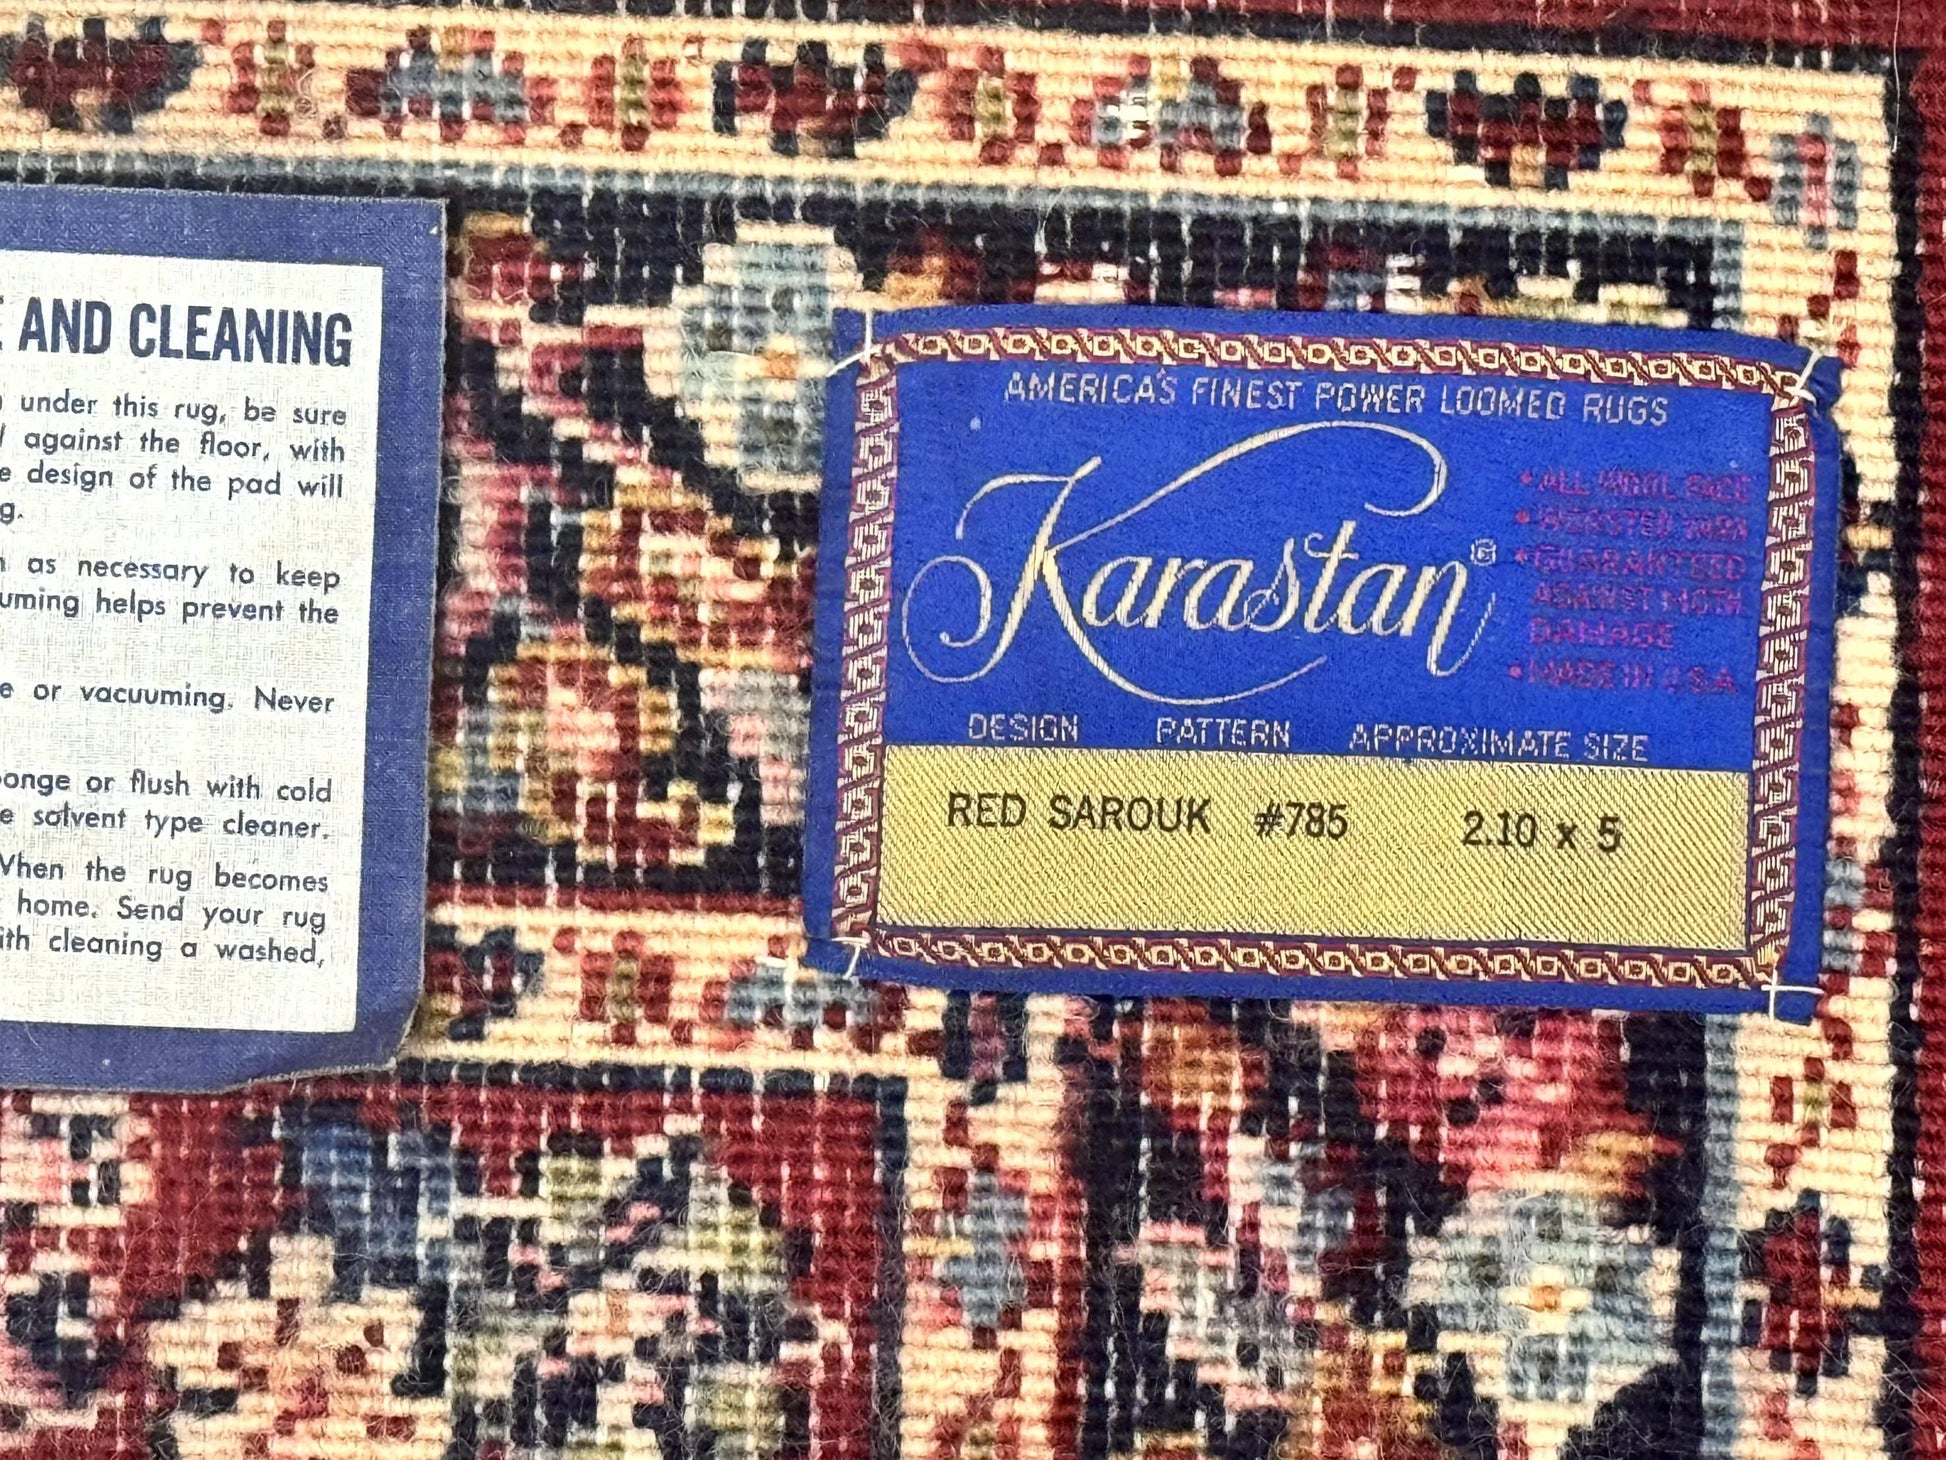 AND CLEANING
under this rug, be sure
against the floor, with
design of the pad will
as necessary to keep
helps prevent the
or vacuuming. Never
or flush with cold
solvent type cleaner.
When the rug becomes
home. Send your rug
cleaning a washed,
AMERICA'S FINEST POWER LOOMED RUGS
Karastan®
• ALL WOOL FACE
• WORSTED YARN
• GUARANTEED
AGAINST MOTH
DAMAGE
• MADE IN U.S.A.
DESIGN PATTERN APPROXIMATE SIZE
RED SAROUK #785 2.10 x 5